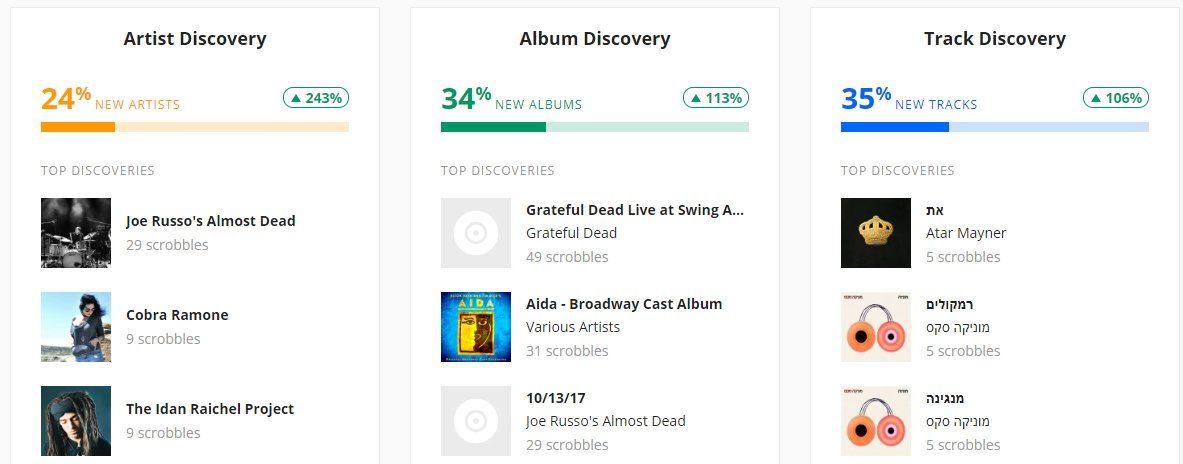 Artist Discovery
24% NEW ARTISTS
▲ 243%
TOP DISCOVERIES
Joe Russo's Almost Dead
29 scrobbles
Cobra Ramone
9 scrobbles
The Idan Raichel Project
9 scrobbles
Album Discovery
34% NEW ALBUMS
▲ 113%
TOP DISCOVERIES
Grateful Dead Live at Swing A...
Grateful Dead
49 scrobbles
AIDA
Aida - Broadway Cast Album
Various Artists
31 scrobbles
10/13/17
Joe Russo's Almost Dead
29 scrobbles
Track Discovery
35% NEW TRACKS
▲ 106%
TOP DISCOVERIES
את
Atar Mayner
5 scrobbles
רמקולים
מוניקה סקס
5 scrobbles
מנגינה
מוניקה סקס
5 scrobbles